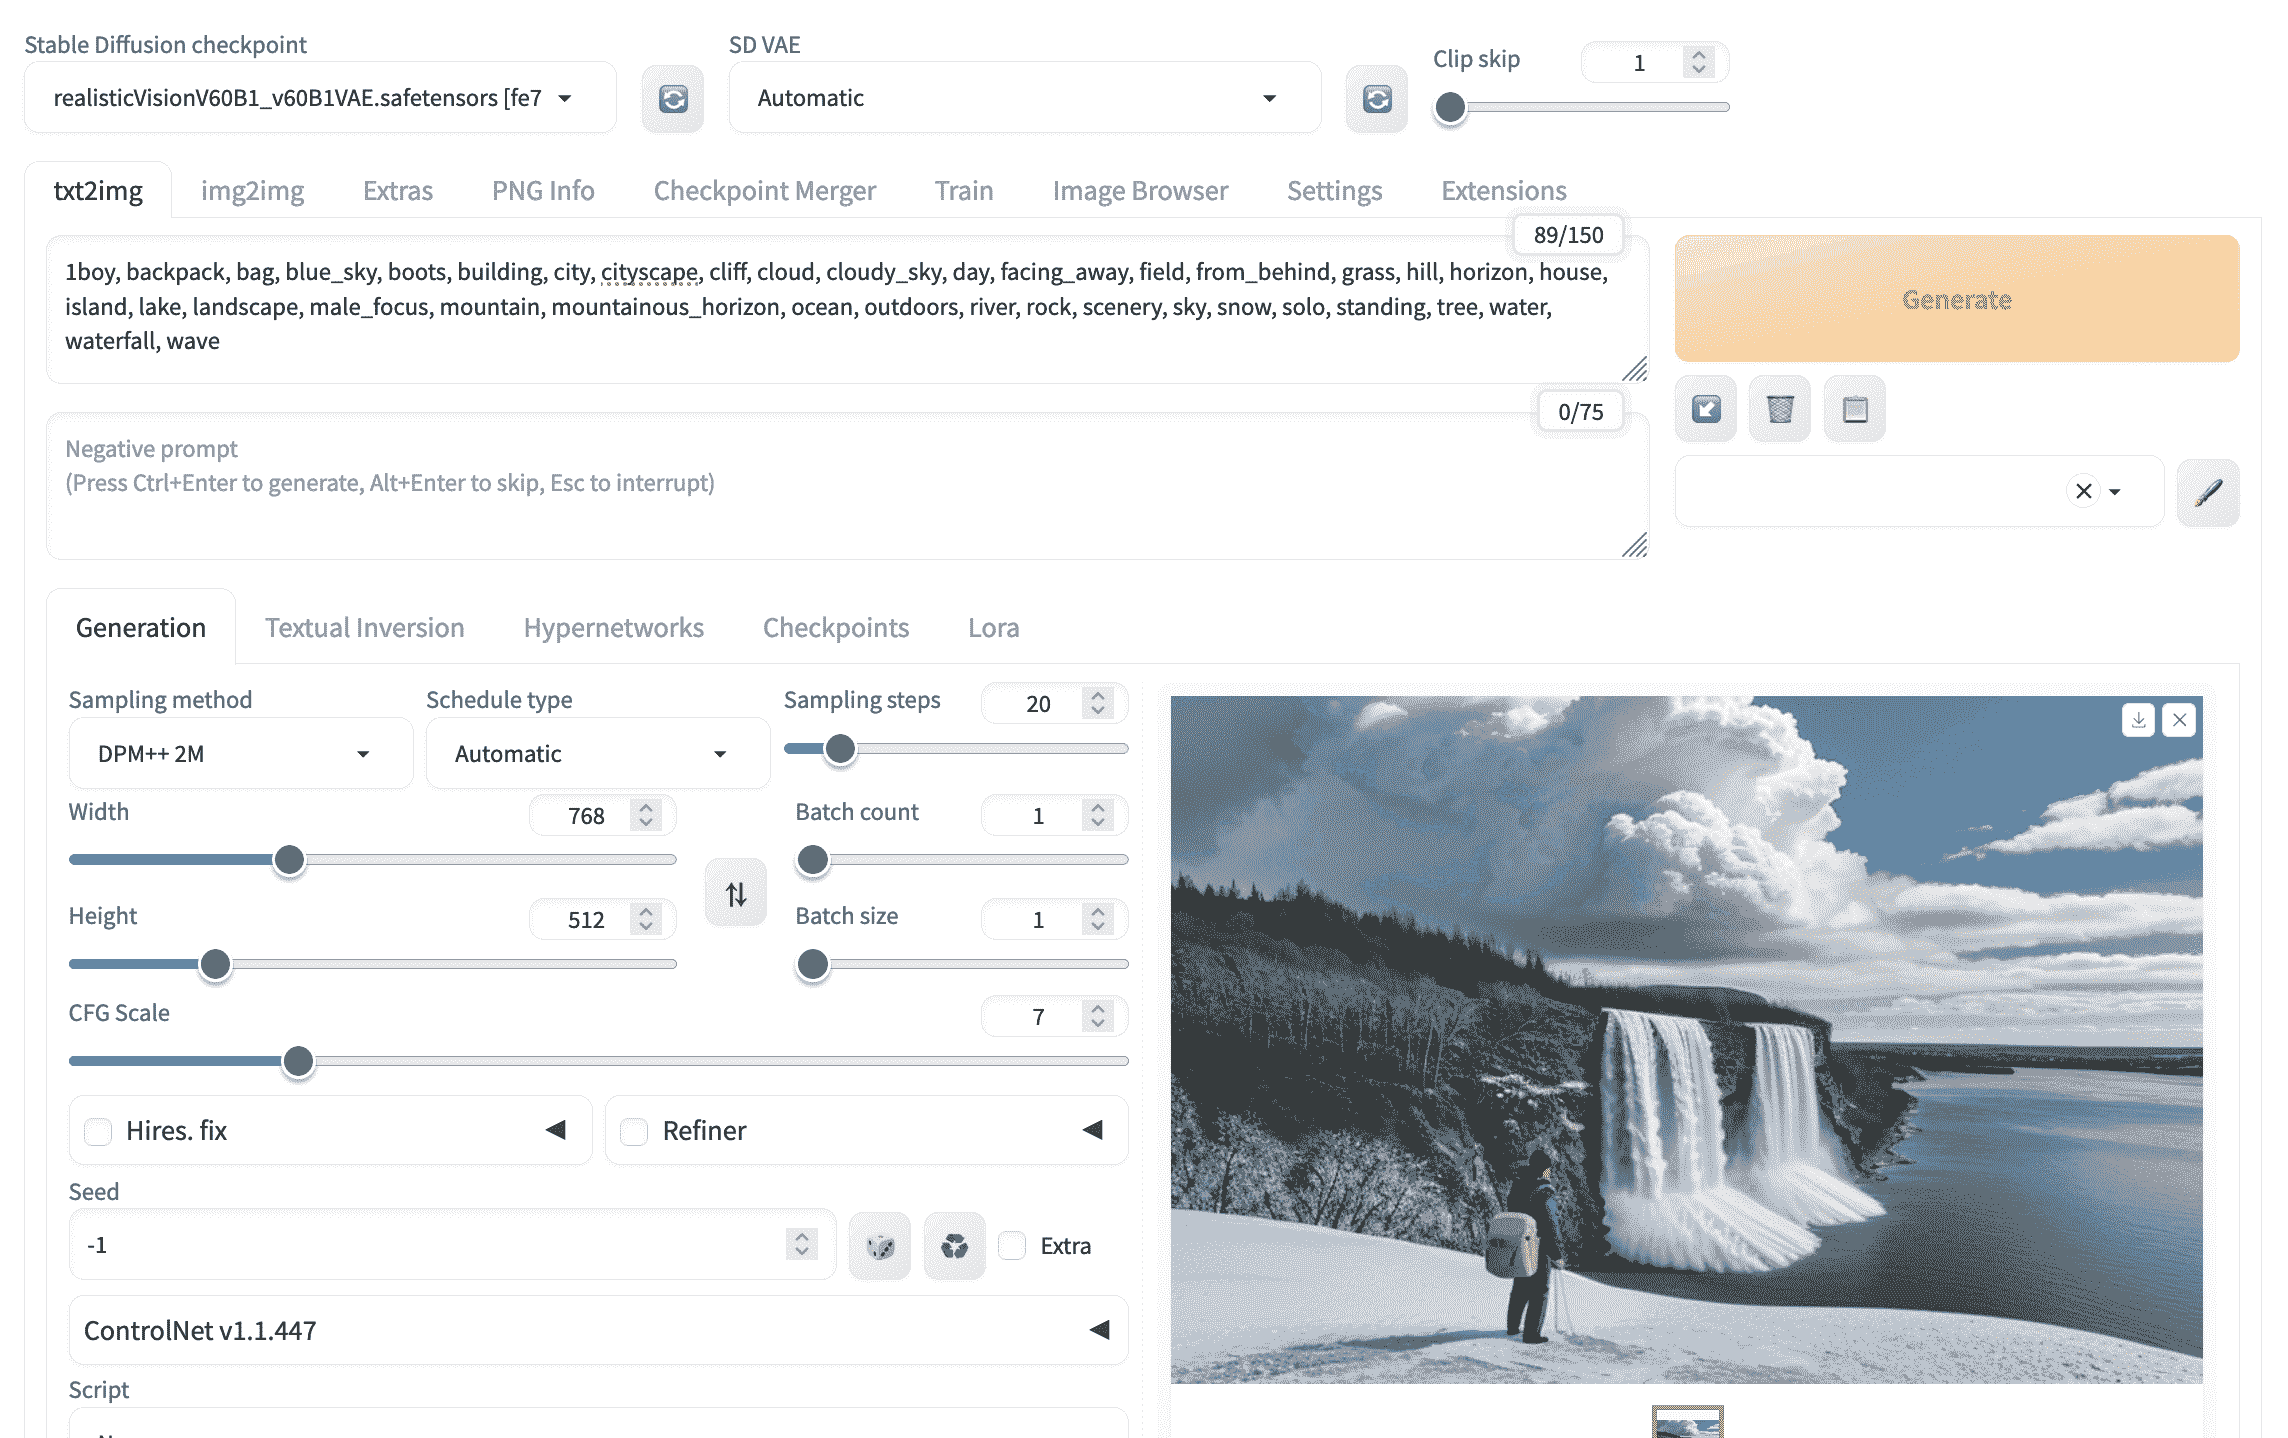 Stable Diffusion checkpoint
SD VAE
Clip skip
1
realisticVisionV60B1_v60B1VAE.safetensors [fe7
Automatic
txt2img
img2img
Extras
PNG Info
Checkpoint Merger
Train
Image Browser
Settings
Extensions
89/150
1boy, backpack, bag, blue_sky, boots, building, city, cityscape, cliff, cloud, cloudy_sky, day, facing_away, field, from_behind, grass, hill, horizon, house,
island, lake, landscape, male_focus, mountain, mountainous_horizon, ocean, outdoors, river, rock, scenery, sky, snow, solo, standing, tree, water,
waterfall, wave
Generate
0/75
Negative prompt
(Press Ctrl+Enter to generate, Alt+Enter to skip, Esc to interrupt)
Generation
Textual Inversion
Hypernetworks
Checkpoints
Lora
Sampling method
Schedule type
Sampling steps
20
DPM++ 2M
Automatic
Width
768
Batch count
1
Height
512
Batch size
1
CFG Scale
7
Hires. fix
Refiner
Seed
-1
Extra
ControlNet v1.1.447
Script